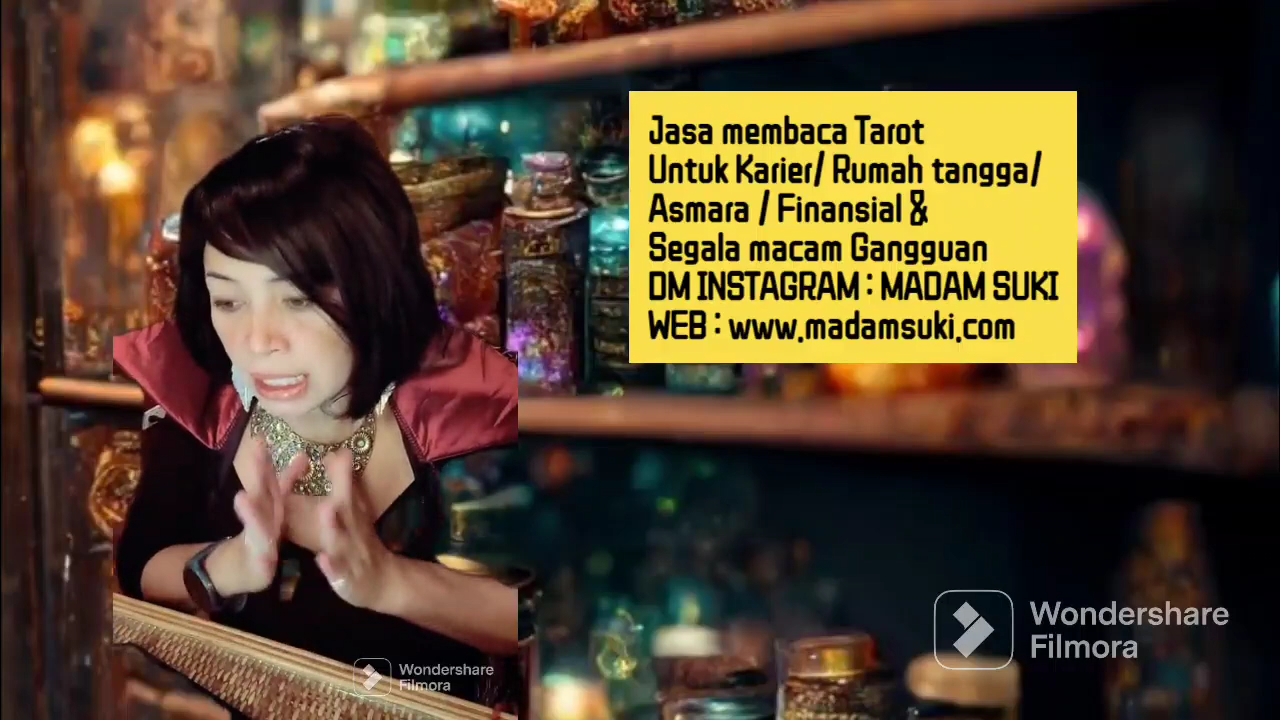 Jasa membaca Tarot
Untuk Karier/ Rumah tangga/
Asmara / Finansial &
Segala macam Gangguan
DM INSTAGRAM : MADAM SUKI
WEB : www.madamsuki.com
Wondershare
Filmora
Wondershare
Filmora